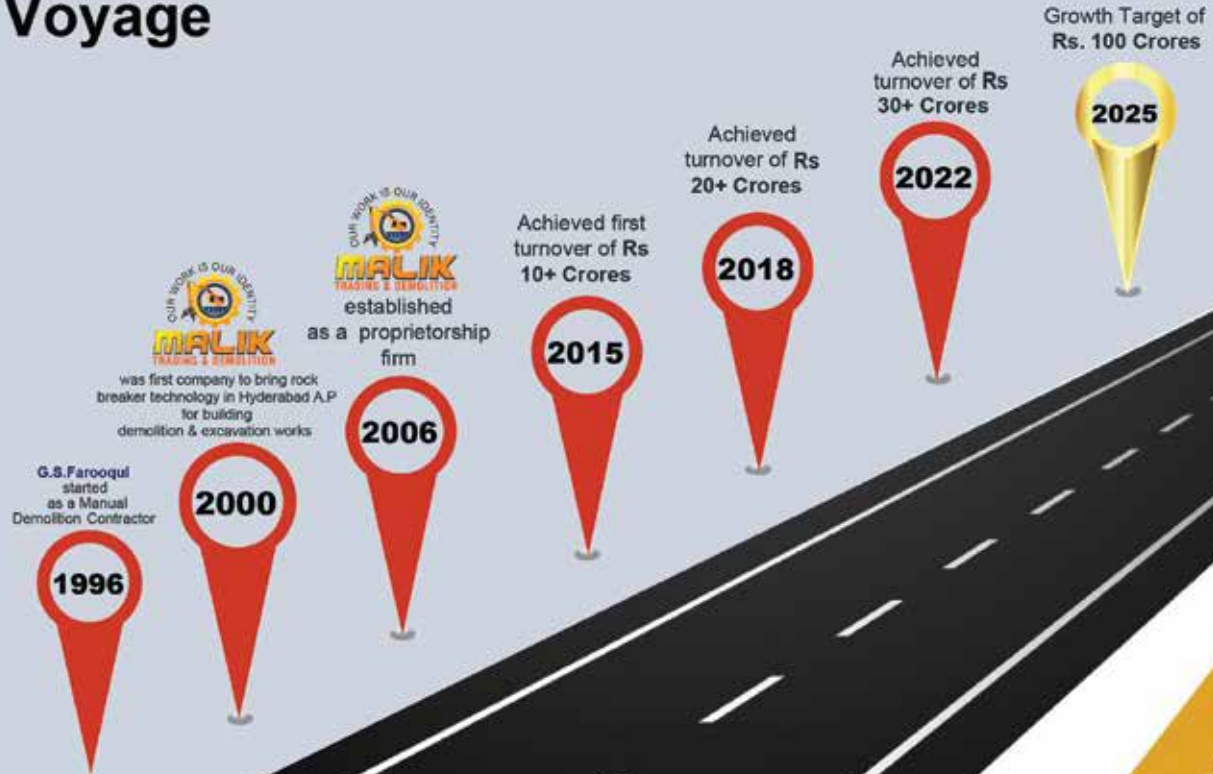 Voyage
G.S.Farooqui
started
as a Manual
Demolition Contractor
1996
OUR WORK IS OUR IDENTITY
MALIK
TRADING & DEMOLITION
was first company to bring rock
breaker technology in Hyderabad A.P
for building
demolition & excavation works
2000
OUR WORK IS OUR IDENTITY
MALIK
TRADING & DEMOLITION
established
as a proprietorship
firm
2006
Achieved first
turnover of Rs
10+ Crores
2015
Achieved
turnover of Rs
20+ Crores
2018
Achieved
turnover of Rs
30+ Crores
2022
Growth Target of
Rs. 100 Crores
2025